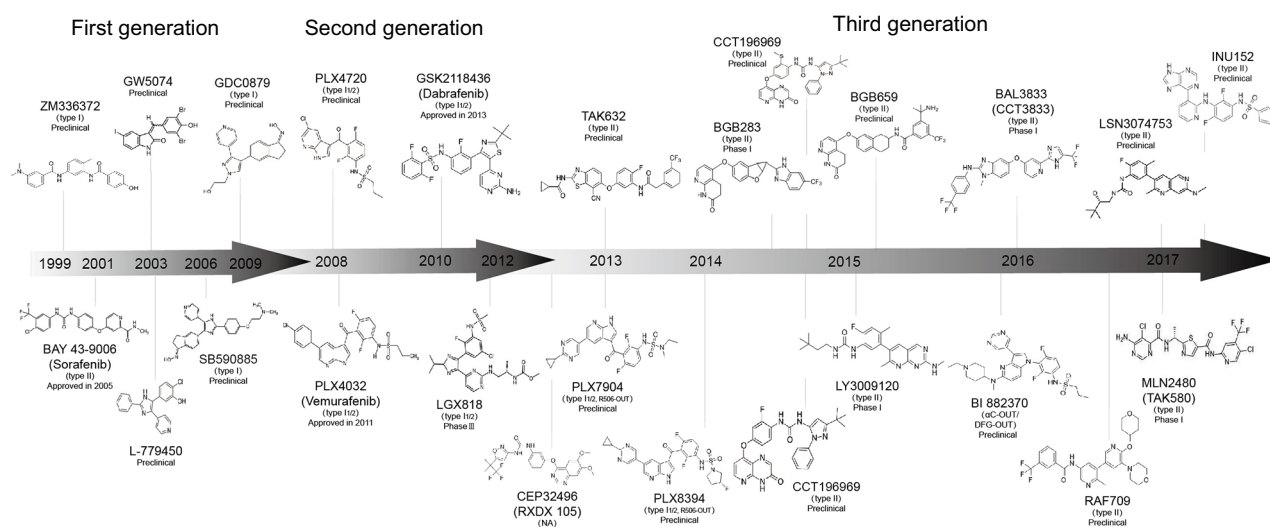 First generation
Second generation
Third generation
ZM336372
(type I)
Preclinical
GW5074
Preclinical
GDC0879
(type I)
Preclinical
PLX4720
(type I1/2)
Preclinical
GSK2118436
(Dabrafenib)
(type I1/2)
Approved in 2013
TAK632
(type II)
Preclinical
CCT196969
(type II)
Preclinical
BGB283
(type II)
Phase I
BGB659
(type II)
Preclinical
BAL3833
(CCT3833)
(type II)
Phase I
LSN3074753
INU152
(type II)
Preclinical
1999
2001
2003
2006
2009
2008
2010
2012
2013
2014
2015
2016
2017
BAY 43-9006
(Sorafenib)
(type II)
Approved in 2005
L-779450
Preclinical
SB590885
(type I)
Preclinical
PLX4032
(Vemurafenib)
(type I1/2)
Approved in 2011
LGX818
(type I1/2)
Phase III
CEP32496
(RXDX 105)
(NA)
PLX7904
(type I1/2, R506-OUT)
Preclinical
PLX8394
(type I1/2, R506-OUT)
Preclinical
CCT196969
(type II)
Preclinical
LY3009120
(type II)
Phase I
BI 882370
(αC-OUT/
DFG-OUT)
Preclinical
RAF709
(type II)
Preclinical
MLN2480
(TAK580)
(type II)
Phase I